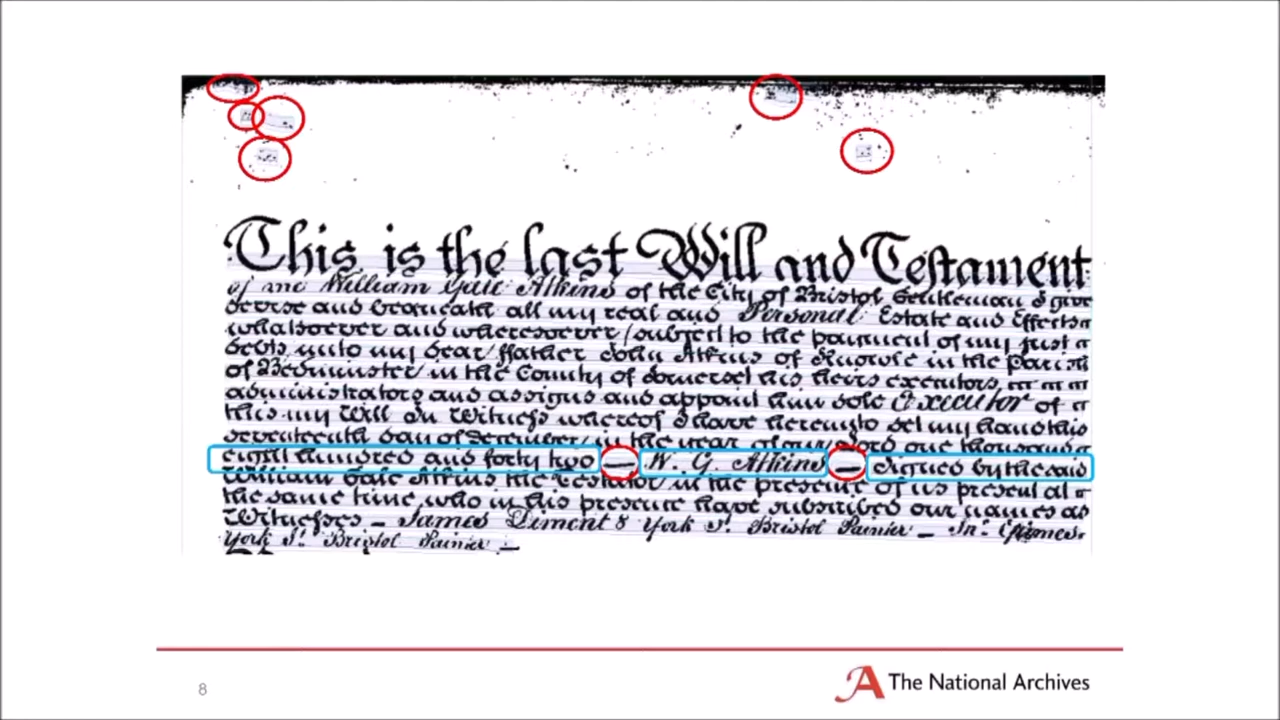 This is the last Will and Testament
of me William Gale Atkins of the City of Bristol Gentleman I give
devise and bequeath all my real and Personal Estate and Effects
whatsoever and wheresoever (subject to the payment of my just
debts unto my dear father John Atkins of Knowle in the Parish
of Bedminster in the County of Somerset his heirs executors
administrators and assigns and appoint him sole Executor of
this my Will In Witness whereof I have hereunto set my hand this
seventeenth day of December in the year of our Lord one thousand
eight hundred and forty two — W. G. Atkins — Signed by the said
William Gale Atkins the Testator in the presence of us present at
the same time who in his presence have subscribed our names as
Witnesses — James Diment 8 York St. Bristol Painter — Jno.
York St. Bristol Painter —
8
The National Archives